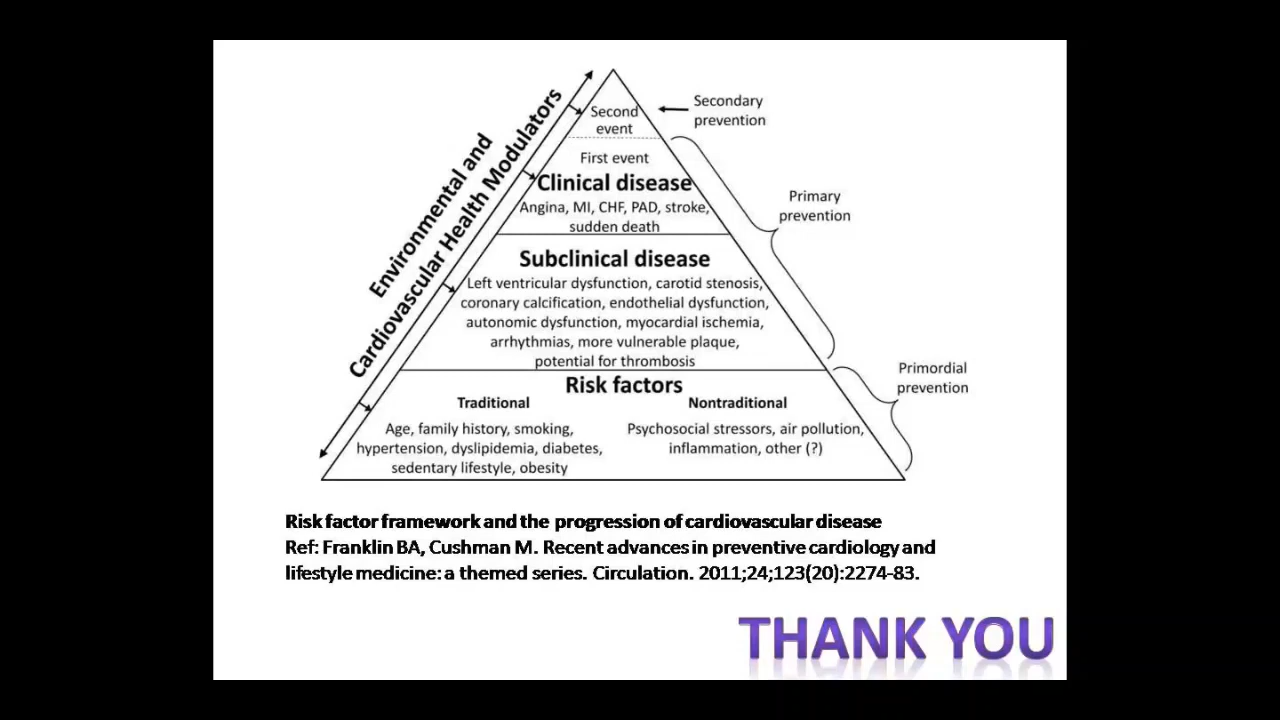 Environmental and
Cardiovascular Health Modulators
Second
event
Secondary
prevention
First event
Clinical disease
Angina, MI, CHF, PAD, stroke,
sudden death
Primary
prevention
Subclinical disease
Left ventricular dysfunction, carotid stenosis,
coronary calcification, endothelial dysfunction,
autonomic dysfunction, myocardial ischemia,
arrhythmias, more vulnerable plaque,
potential for thrombosis
Primordial
prevention
Risk factors
Traditional
Age, family history, smoking,
hypertension, dyslipidemia, diabetes,
sedentary lifestyle, obesity
Nontraditional
Psychosocial stressors, air pollution,
inflammation, other (?)
Risk factor framework and the progression of cardiovascular disease
Ref: Franklin BA, Cushman M. Recent advances in preventive cardiology and
lifestyle medicine: a themed series. Circulation. 2011;24;123(20):2274-83.
THANK YOU